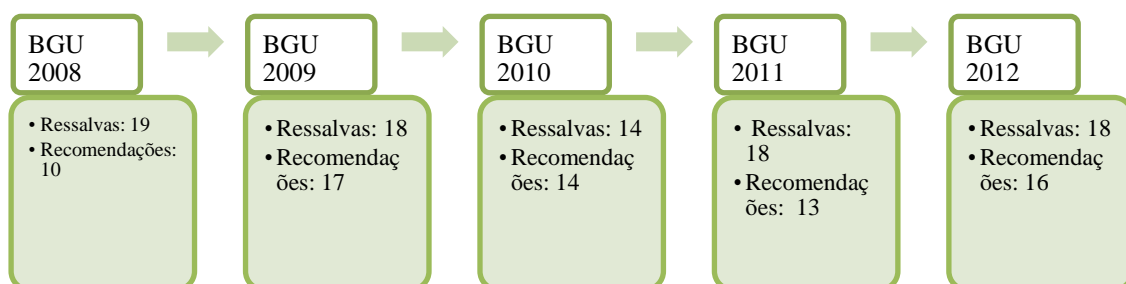 BGU
2008
• Ressalvas: 19
• Recomendações:
10
BGU
2009
• Ressalvas: 18
• Recomendaç
ões: 17
BGU
2010
• Ressalvas: 14
• Recomendaç
ões: 14
BGU
2011
• Ressalvas:
18
• Recomendaç
ões: 13
BGU
2012
• Ressalvas: 18
• Recomendaç
ões: 16